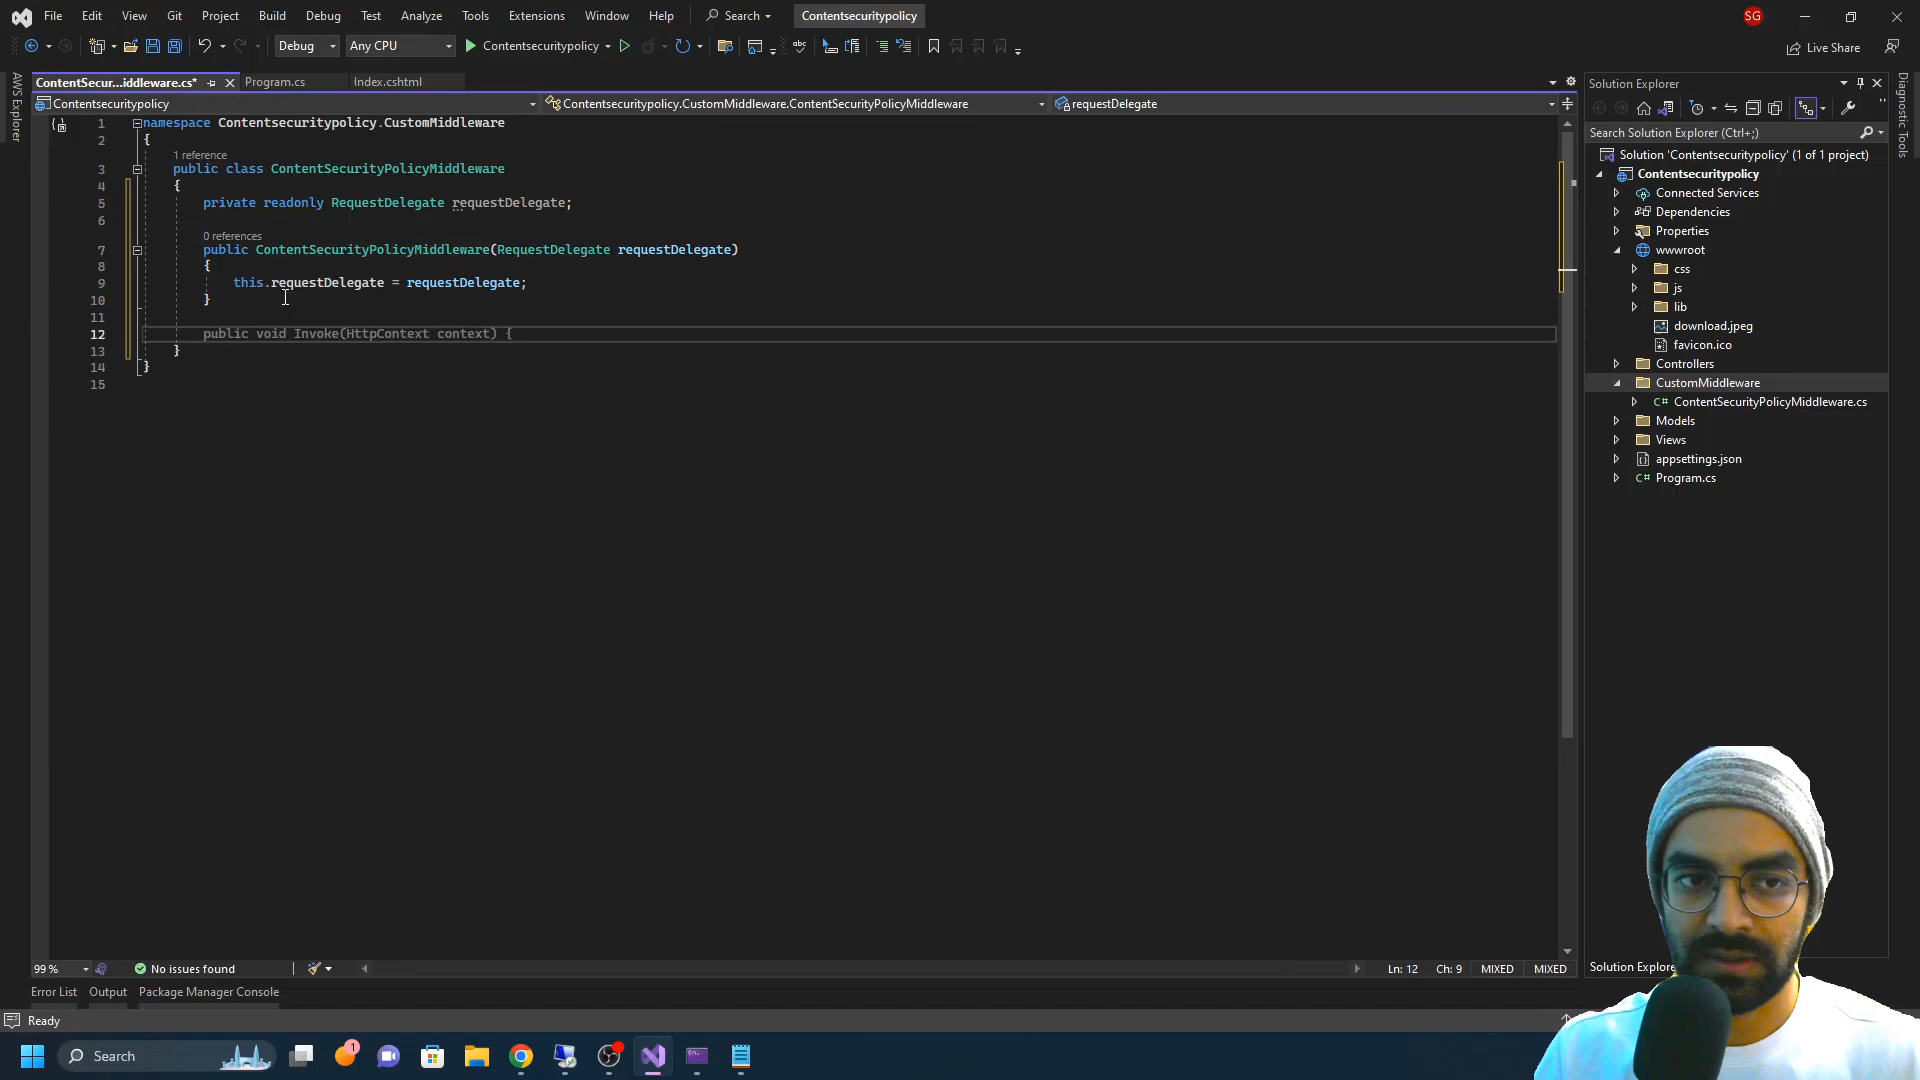 File Edit View Git Project Build Debug Test Analyze Tools Extensions Window Help Search Contentsecuritypolicy SG
Debug Any CPU Contentsecuritypolicy Live Share
AWS Explorer
ContentSecur...iddleware.cs* Program.cs Index.cshtml
Contentsecuritypolicy Contentsecuritypolicy.CustomMiddleware.ContentSecurityPolicyMiddleware requestDelegate
1 namespace Contentsecuritypolicy.CustomMiddleware
2 {
1 reference
3 public class ContentSecurityPolicyMiddleware
4 {
5 private readonly RequestDelegate requestDelegate;
6
0 references
7 public ContentSecurityPolicyMiddleware(RequestDelegate requestDelegate)
8 {
9 this.requestDelegate = requestDelegate;
10 }
11
12 public void Invoke(HttpContext context) {
13 }
14 }
15
99 % No issues found Ln: 12 Ch: 9 MIXED MIXED
Error List Output Package Manager Console
Ready
Search
1
Solution Explorer
Search Solution Explorer (Ctrl+;)
Solution 'Contentsecuritypolicy' (1 of 1 project)
Contentsecuritypolicy
Connected Services
Dependencies
Properties
wwwroot
css
js
lib
download.jpeg
favicon.ico
Controllers
CustomMiddleware
C# ContentSecurityPolicyMiddleware.cs
Models
Views
appsettings.json
C# Program.cs
Solution Explore
Diagnostic Tools